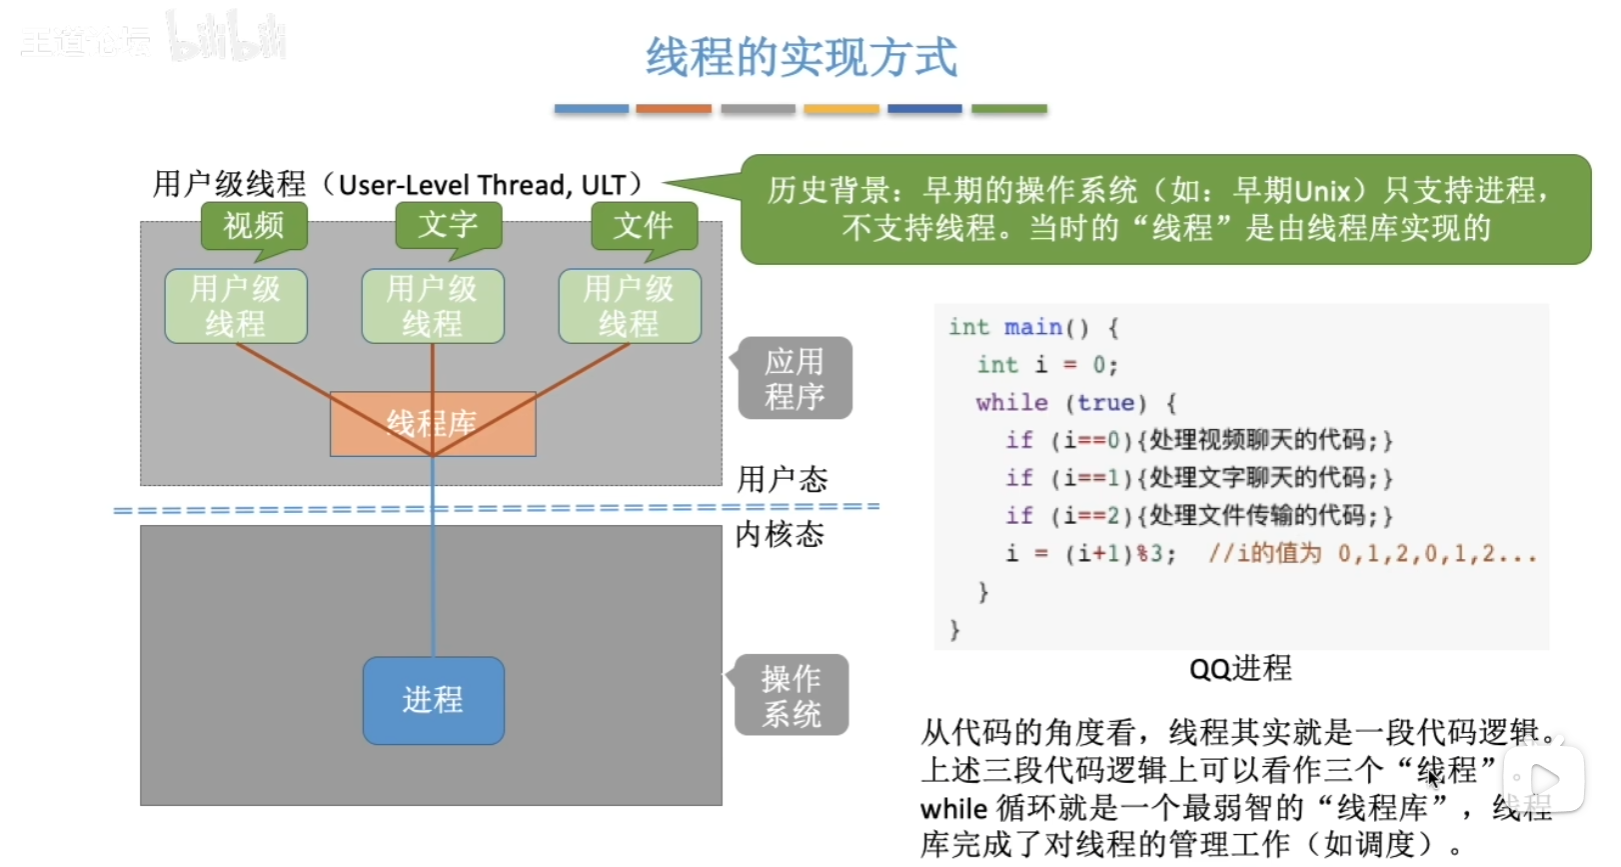 王道论坛 bilibili
线程的实现方式
用户级线程（User-Level Thread, ULT）
历史背景：早期的操作系统（如：早期Unix）只支持进程，
不支持线程。当时的“线程”是由线程库实现的
视频
文字
文件
用户级
线程
用户级
线程
用户级
线程
线程库
应用
程序
用户态
内核态
进程
操作
系统
int main() {
int i = 0;
while (true) {
if (i==0){处理视频聊天的代码;}
if (i==1){处理文字聊天的代码;}
if (i==2){处理文件传输的代码;}
i = (i+1)%3; //i的值为 0,1,2,0,1,2...
}
}
QQ进程
从代码的角度看，线程其实就是一段代码逻辑。
上述三段代码逻辑上可以看作三个“线程”
while 循环就是一个最弱智的“线程库”，线程
库完成了对线程的管理工作（如调度）。